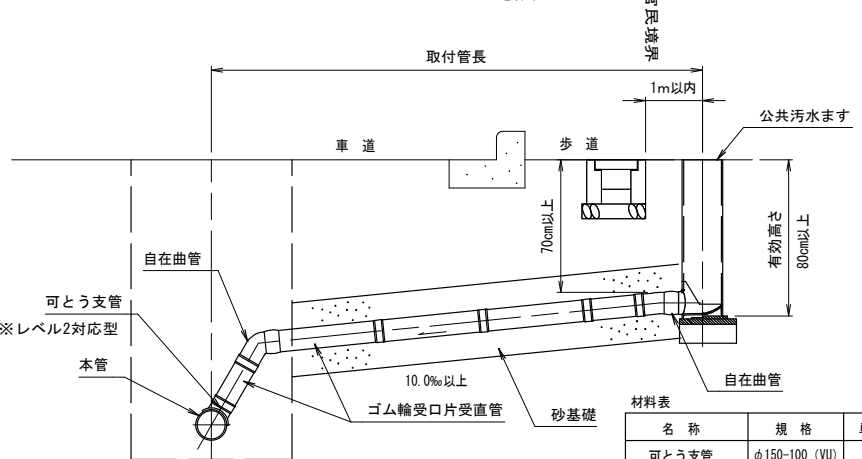 官民境界
取付管長
1m以内
公共汚水ます
車 道
歩 道
70cm以上
有効高さ
80cm以上
自在曲管
可とう支管
※レベル2対応型
本管
10.0‰以上
ゴム輪受口片受直管
砂基礎
自在曲管
材料表
名 称
規 格
可とう支管
φ150-100 (VU)